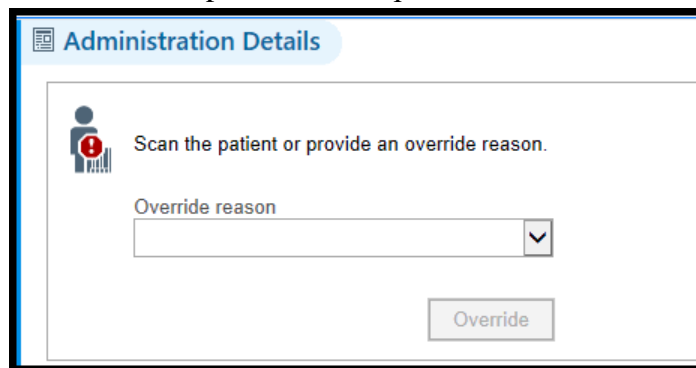 Administration Details
Scan the patient or provide an override reason.
Override reason
Override